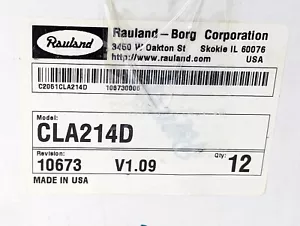 Rauland
Rauland-Borg Corporation
3450 W. Oakton St Skokie IL 60076
http://www.rauland.com
USA
C2051CLA214D 106730006
Model:
CLA214D
Revision: Qty:
10673 V1.09 12
MADE IN USA